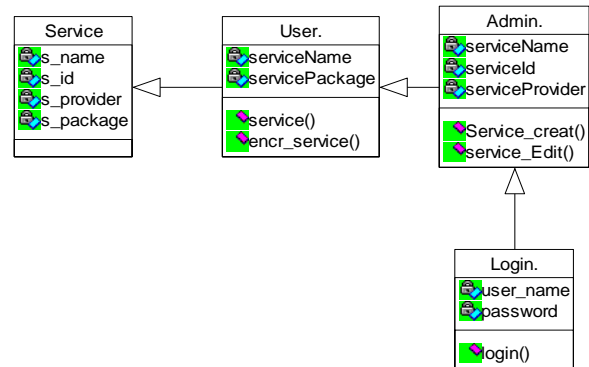 Service
s_name
s_id
s_provider
s_package
User.
serviceName
servicePackage
service()
encr_service()
Admin.
serviceName
serviceId
serviceProvider
Service_creat()
service_Edit()
Login.
user_name
password
login()